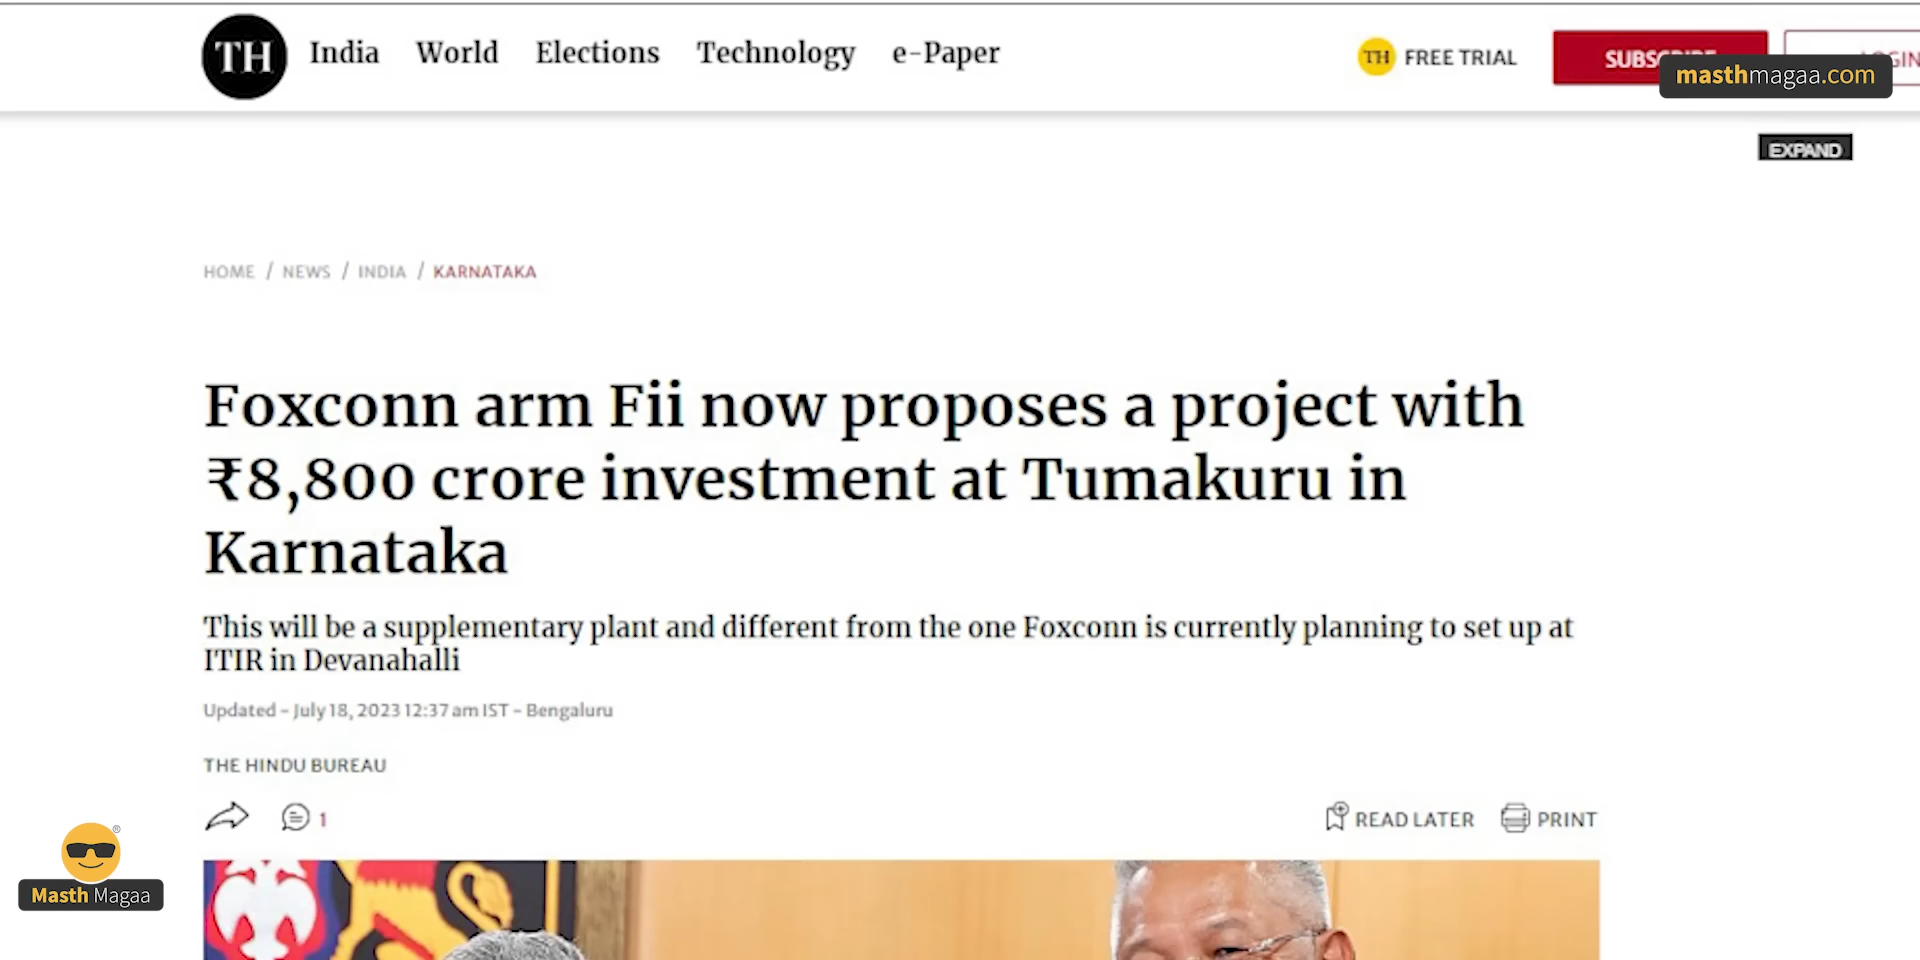 TH India World Elections Technology e-Paper
TH FREE TRIAL
masthmagaa.com
EXPAND
HOME / NEWS / INDIA / KARNATAKA
Foxconn arm Fii now proposes a project with
₹8,800 crore investment at Tumakuru in
Karnataka
This will be a supplementary plant and different from the one Foxconn is currently planning to set up at
ITIR in Devanahalli
Updated - July 18, 2023 12:37 am IST - Bengaluru
THE HINDU BUREAU
1
READ LATER PRINT
Masth Magaa